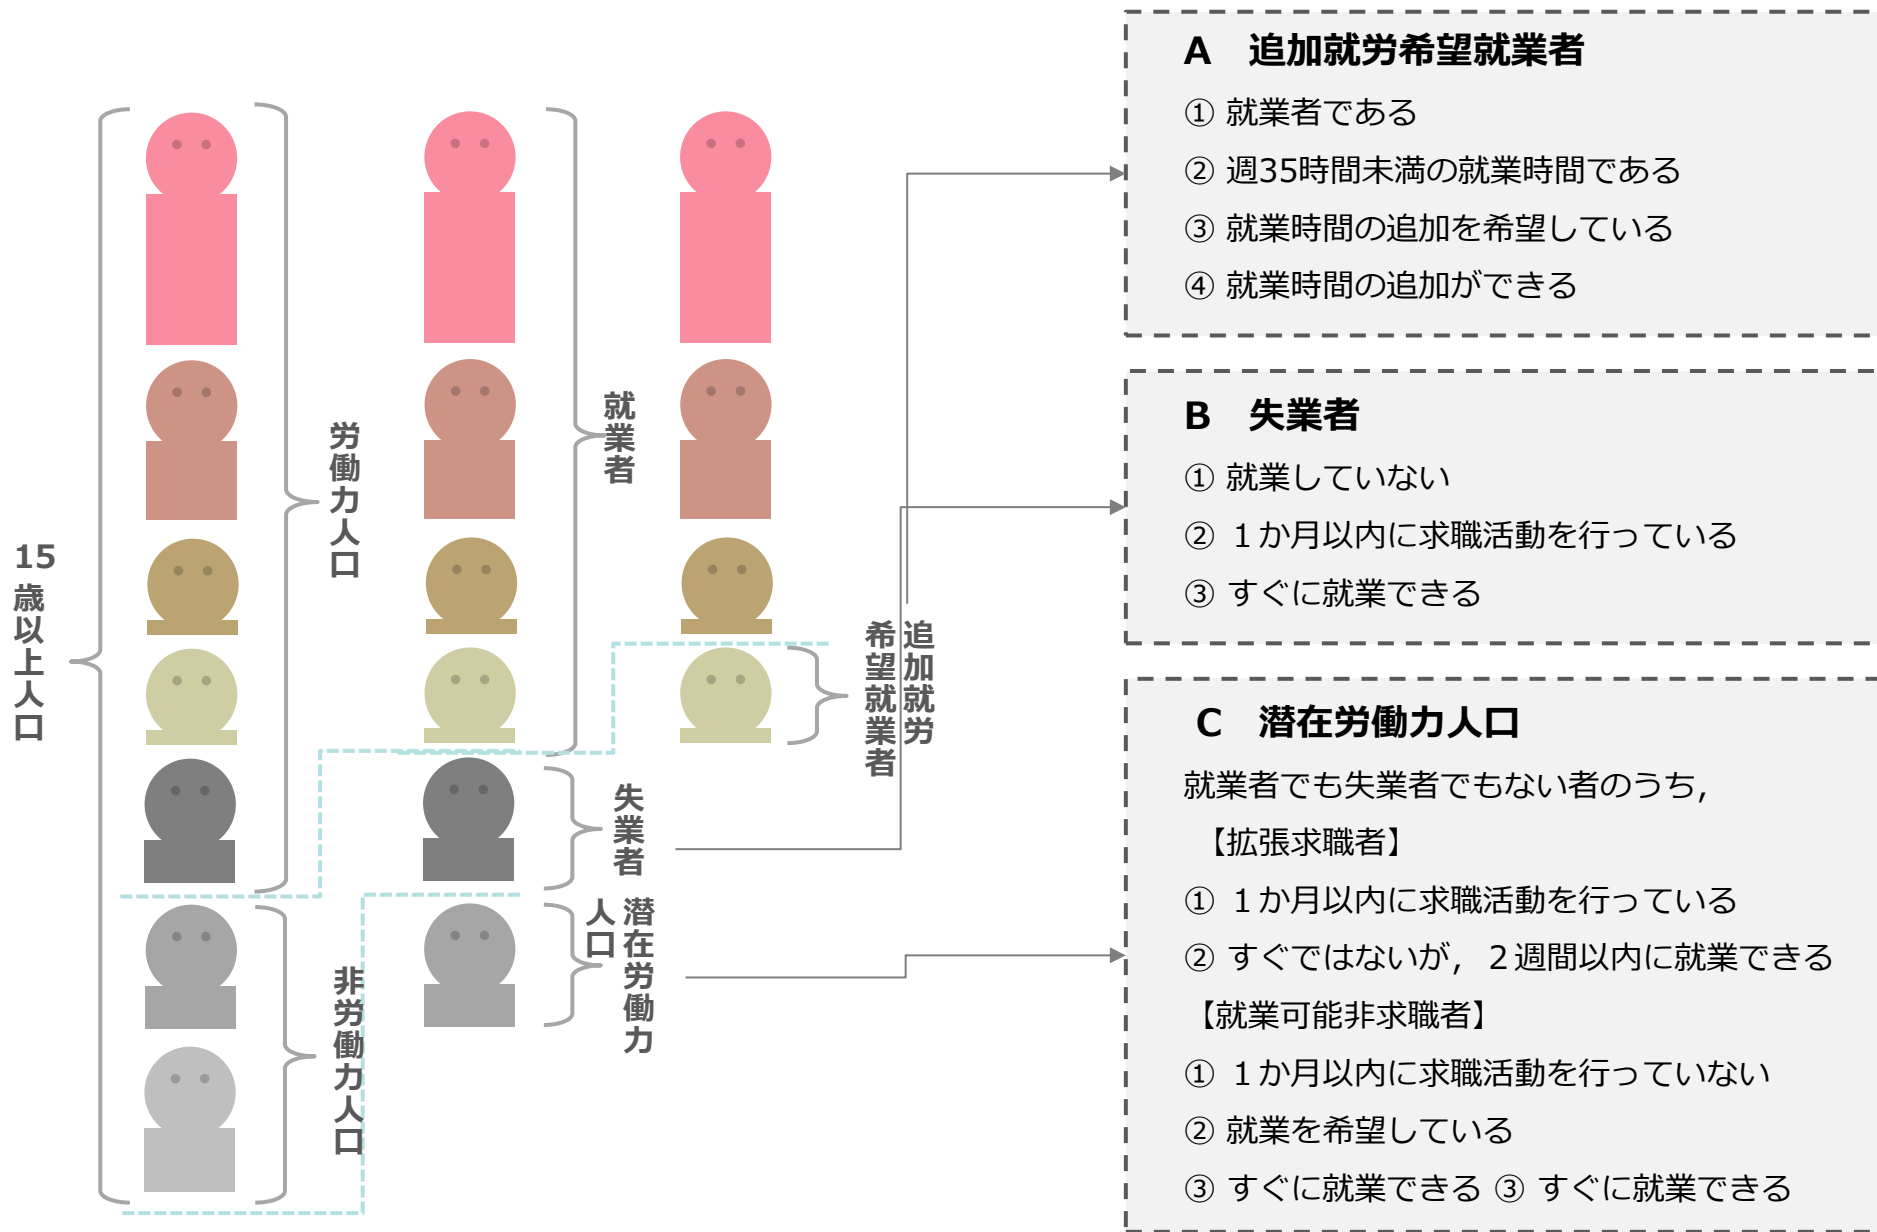 15歳以上人口
労働力人口
非労働力人口
就業者
失業者
潜在労働力
人口
追加就労
希望就業者
A　追加就労希望就業者
① 就業者である
② 週35時間未満の就業時間である
③ 就業時間の追加を希望している
④ 就業時間の追加ができる
B　失業者
① 就業していない
② １か月以内に求職活動を行っている
③ すぐに就業できる
C　潜在労働力人口
就業者でも失業者でもない者のうち，
【拡張求職者】
① １か月以内に求職活動を行っている
② すぐではないが，２週間以内に就業できる
【就業可能非求職者】
① １か月以内に求職活動を行っていない
② 就業を希望している
③ すぐに就業できる ③ すぐに就業できる